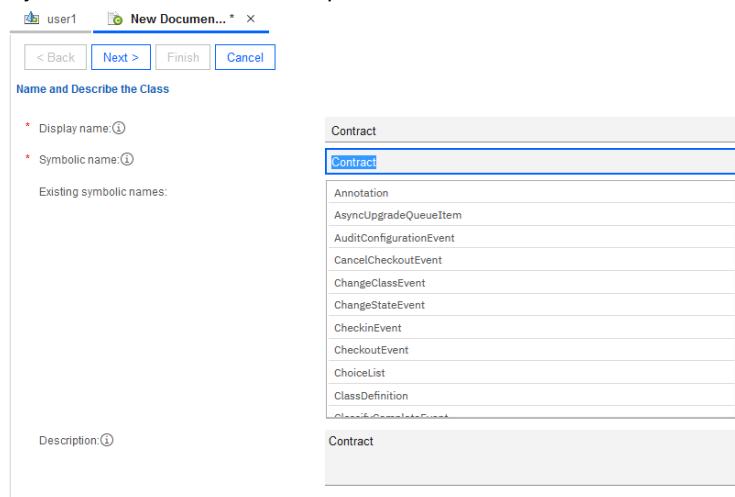 user1 New Documen... * ×
< Back Next > Finish Cancel
Name and Describe the Class
* Display name: Contract
* Symbolic name: Contract
Existing symbolic names:
Annotation
AsyncUpgradeQueueItem
AuditConfigurationEvent
CancelCheckoutEvent
ChangeClassEvent
ChangeStateEvent
CheckinEvent
CheckoutEvent
ChoiceList
ClassDefinition
ClassifyCompleteEvent
Description: Contract